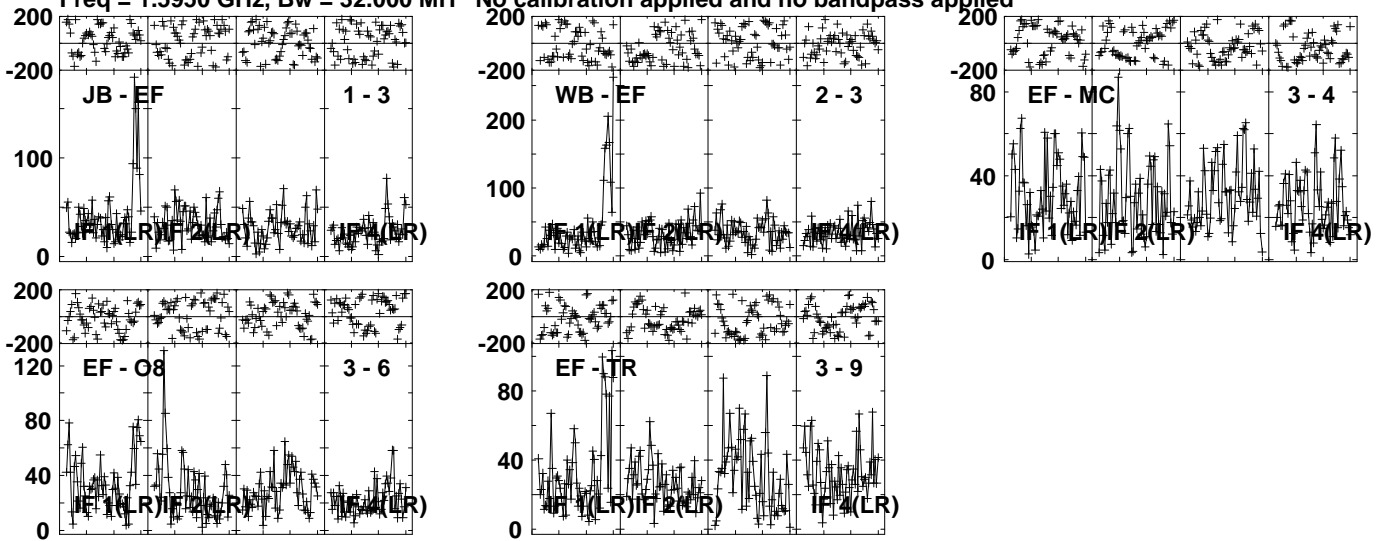 Freq = 1.5950 GHz, Bw = 32.000 MH No calibration applied and no bandpass applied
200
-200
JB - EF 1 - 3
100
0
IF 1(LR) IF 2(LR) IF 4(LR)
200
-200
WB - EF 2 - 3
200
100
0
IF 1(LR) IF 2(LR) IF 4(LR)
200
-200
80
EF - MC 3 - 4
40
0
IF 1(LR) IF 2(LR) IF 4(LR)
200
-200
120
EF - O8 3 - 6
80
40
0
IF 1(LR) IF 2(LR) IF 4(LR)
200
-200
EF - TR 3 - 9
80
40
0
IF 1(LR) IF 2(LR) IF 4(LR)